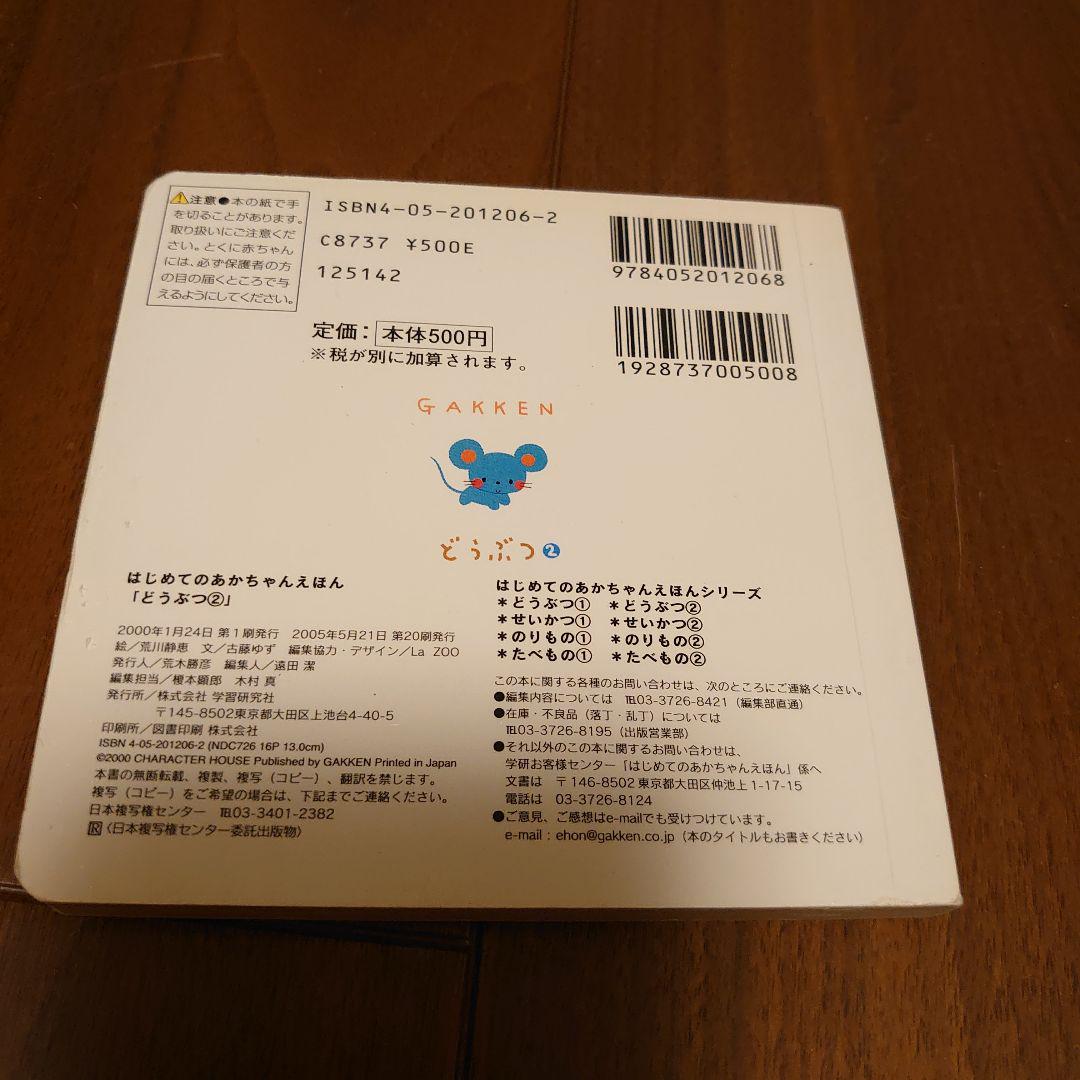 ⚠注意●本の紙で手
を切ることがあります。
取り扱いにご注意くだ
さい。とくに赤ちゃん
には、必ず保護者の方
の目の届くところで与
えるようにしてください。
ISBN4-05-201206-2
C8737 ¥500E
125142
9784052012068
1928737005008
定価：本体500円
※税が別に加算されます。
GAKKEN
どうぶつ②
はじめてのあかちゃんえほん
「どうぶつ②」
2000年1月24日 第1刷発行　2005年5月21日 第20刷発行
絵／荒川静恵　文／古藤ゆず　編集協力・デザイン／La ZOO
発行人／荒木勝彦　編集人／遠田 潔
編集担当／榎本顕郎　木村 真
発行所／株式会社 学習研究社
〒145-8502東京都大田区上池台4-40-5
印刷所／図書印刷 株式会社
ISBN 4-05-201206-2 (NDC726 16P 13.0cm)
©2000 CHARACTER HOUSE Published by GAKKEN Printed in Japan
本書の無断転載、複製、複写（コピー）、翻訳を禁じます。
複写（コピー）をご希望の場合は、下記までご連絡ください。
日本複写権センター　℡03-3401-2382
Ⓡ〈日本複写権センター委託出版物〉
はじめてのあかちゃんえほんシリーズ
＊どうぶつ①　＊どうぶつ②
＊せいかつ①　＊せいかつ②
＊のりもの①　＊のりもの②
＊たべもの①　＊たべもの②
この本に関する各種のお問い合わせは、次のところにご連絡ください。
●編集内容については　℡03-3726-8421（編集部直通）
●在庫・不良品（落丁・乱丁）については
℡03-3726-8195（出版営業部）
●それ以外のこの本に関するお問い合わせは、
学研お客様センター「はじめてのあかちゃんえほん」係へ
文書は　〒146-8502 東京都大田区仲池上1-17-15
電話は　03-3726-8124
●ご意見、ご感想はe-mailでも受けつけています。
e-mail：ehon@gakken.co.jp（本のタイトルもお書きください）